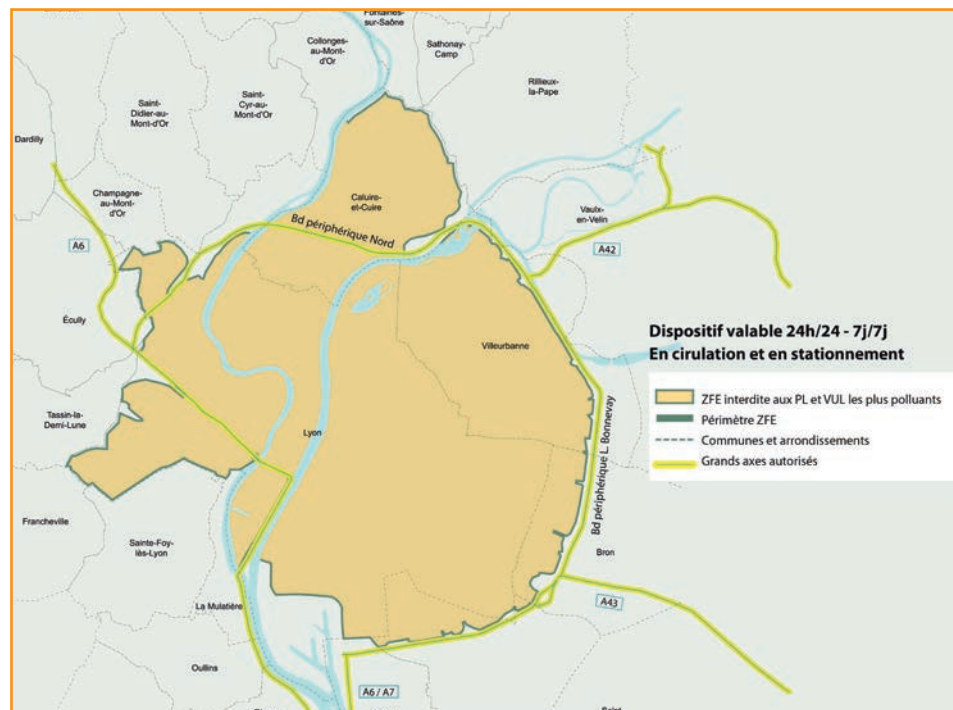 Fontaines-
sur-Saône
Collonges-
au-Mont-
d'Or
Sathonay-
Camp
Rillieux-
la-Pape
Saint-
Didier-au-
Mont-d'Or
Saint-
Cyr-au-
Mont-d'Or
Dardilly
Champagne-
au-Mont-
d'Or
Caluire-
et-Cuire
Vaulx-
en-Velin
Bd périphérique Nord
A6
A42
Écully
Villeurbanne
Dispositif valable 24h/24 - 7j/7j
En cirulation et en stationnement
ZFE interdite aux PL et VUL les plus polluants
Périmètre ZFE
Communes et arrondissements
Grands axes autorisés
Tassin-la-
Demi-Lune
Lyon
Bd périphérique L. Bonnevay
Francheville
Sainte-Foy-
lès-Lyon
Bron
La Mulatière
A43
Oullins
A6 / A7